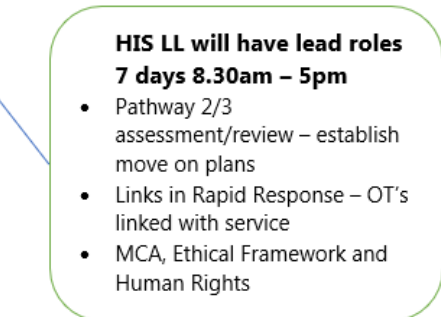 HIS LL will have lead roles
7 days 8.30am – 5pm
• Pathway 2/3
assessment/review – establish
move on plans
• Links in Rapid Response – OT's
linked with service
• MCA, Ethical Framework and
Human Rights